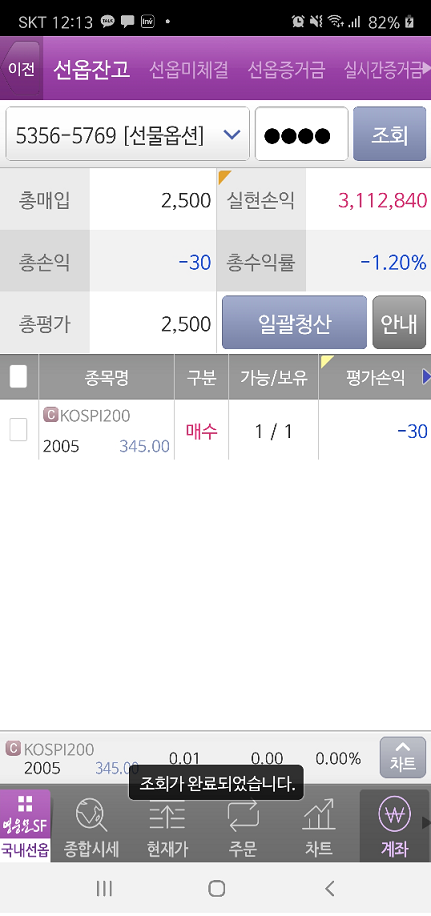 SKT 12:13 82%
이전 선옵잔고 선옵미체결 선옵증거금 실시간증거금
5356-5769 [선물옵션] ●●●● 조회
총매입 2,500 실현손익 3,112,840
총손익 -30 총수익률 -1.20%
총평가 2,500 일괄청산 안내
종목명 구분 가능/보유 평가손익
C KOSPI200
2005 345.00 매수 1 / 1 -30
C KOSPI200
2005 345.00 0.01 0.00 0.00% 차트
조회가 완료되었습니다.
영웅문SF
국내선옵 종합시세 현재가 주문 차트 계좌